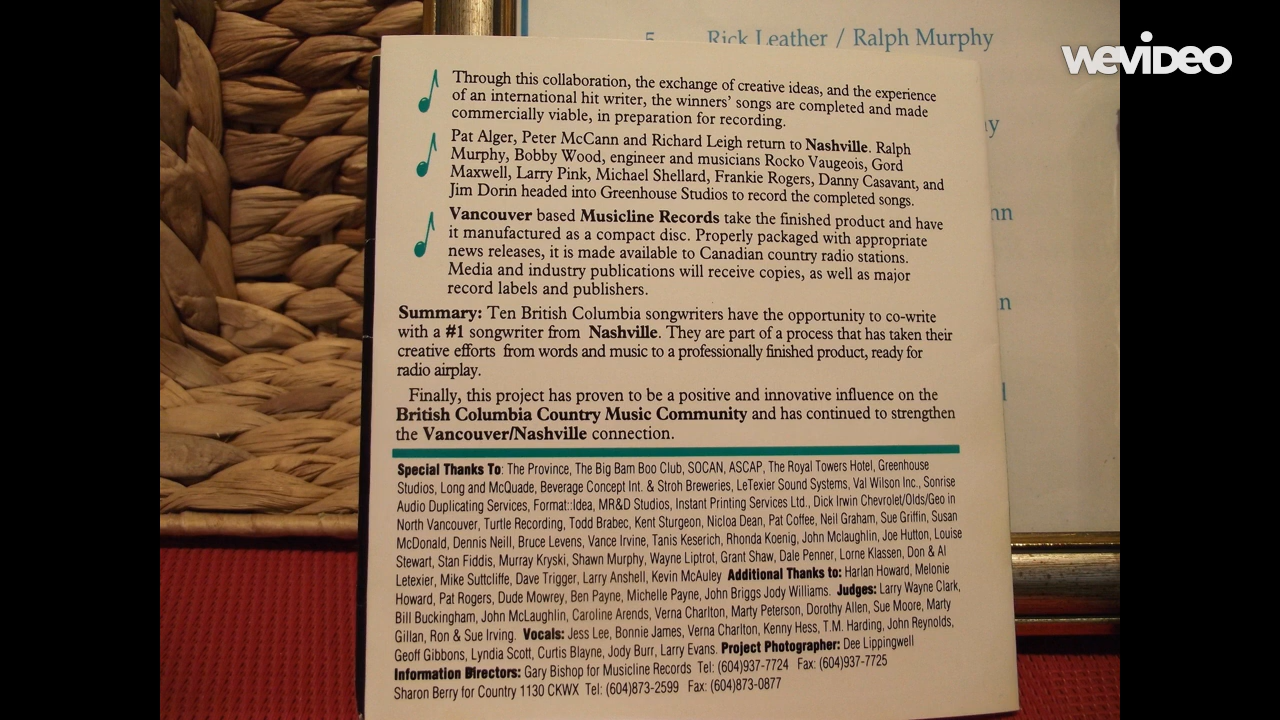 5 Rick Leather / Ralph Murphy
WEVIDEO
Through this collaboration, the exchange of creative ideas, and the experience
of an international hit writer, the winners' songs are completed and made
commercially viable, in preparation for recording.
Pat Alger, Peter McCann and Richard Leigh return to Nashville. Ralph
Murphy, Bobby Wood, engineer and musicians Rocko Vaugeois, Gord
Maxwell, Larry Pink, Michael Shellard, Frankie Rogers, Danny Casavant, and
Jim Dorin headed into Greenhouse Studios to record the completed songs.
Vancouver based Musicline Records take the finished product and have
it manufactured as a compact disc. Properly packaged with appropriate
news releases, it is made available to Canadian country radio stations.
Media and industry publications will receive copies, as well as major
record labels and publishers.
Summary: Ten British Columbia songwriters have the opportunity to co-write
with a #1 songwriter from Nashville. They are part of a process that has taken their
creative efforts from words and music to a professionally finished product, ready for
radio airplay.
Finally, this project has proven to be a positive and innovative influence on the
British Columbia Country Music Community and has continued to strengthen
the Vancouver/Nashville connection.
Special Thanks To: The Province, The Big Bam Boo Club, SOCAN, ASCAP, The Royal Towers Hotel, Greenhouse
Studios, Long and McQuade, Beverage Concept Int. & Stroh Breweries, LeTexier Sound Systems, Val Wilson Inc., Sonrise
Audio Duplicating Services, Format::Idea, MR&D Studios, Instant Printing Services Ltd., Dick Irwin Chevrolet/Olds/Geo in
North Vancouver, Turtle Recording, Todd Brabec, Kent Sturgeon, Nicloa Dean, Pat Coffee, Neil Graham, Sue Griffin, Susan
McDonald, Dennis Neill, Bruce Levens, Vance Irvine, Tanis Keserich, Rhonda Koenig, John Mclaughlin, Joe Hutton, Louise
Stewart, Stan Fiddis, Murray Kryski, Shawn Murphy, Wayne Liptrot, Grant Shaw, Dale Penner, Lorne Klassen, Don & Al
Letexier, Mike Suttcliffe, Dave Trigger, Larry Anshell, Kevin McAuley Additional Thanks to: Harlan Howard, Melonie
Howard, Pat Rogers, Dude Mowrey, Ben Payne, Michelle Payne, John Briggs Jody Williams. Judges: Larry Wayne Clark,
Bill Buckingham, John McLaughlin, Caroline Arends, Verna Charlton, Marty Peterson, Dorothy Allen, Sue Moore, Marty
Gillan, Ron & Sue Irving. Vocals: Jess Lee, Bonnie James, Verna Charlton, Kenny Hess, T.M. Harding, John Reynolds,
Geoff Gibbons, Lyndia Scott, Curtis Blayne, Jody Burr, Larry Evans. Project Photographer: Dee Lippingwell
Information Directors: Gary Bishop for Musicline Records Tel: (604)937-7724 Fax: (604)937-7725
Sharon Berry for Country 1130 CKWX Tel: (604)873-2599 Fax: (604)873-0877